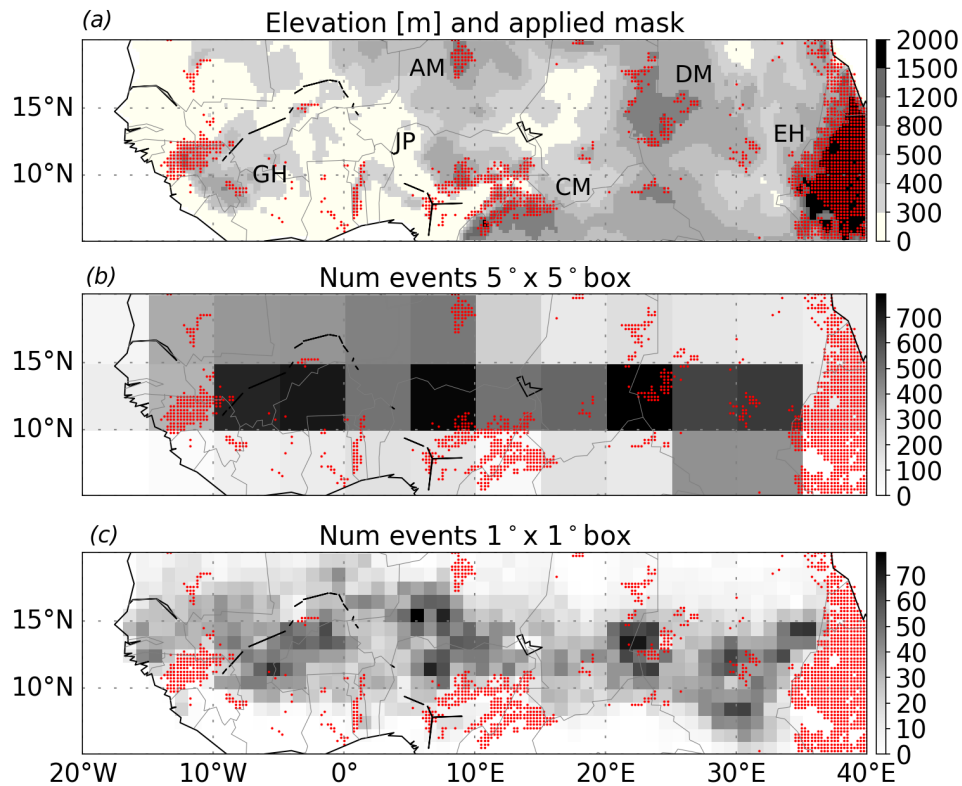 (a) Elevation [m] and applied mask
2000
1500
1200
800
500
400
300
0
15°N
10°N
AM
DM
JP
EH
GH
CM
(b) Num events 5°x 5°box
700
600
500
400
300
200
100
0
15°N
10°N
(c) Num events 1°x 1°box
70
60
50
40
30
20
10
0
15°N
10°N
20°W 10°W 0° 10°E 20°E 30°E 40°E